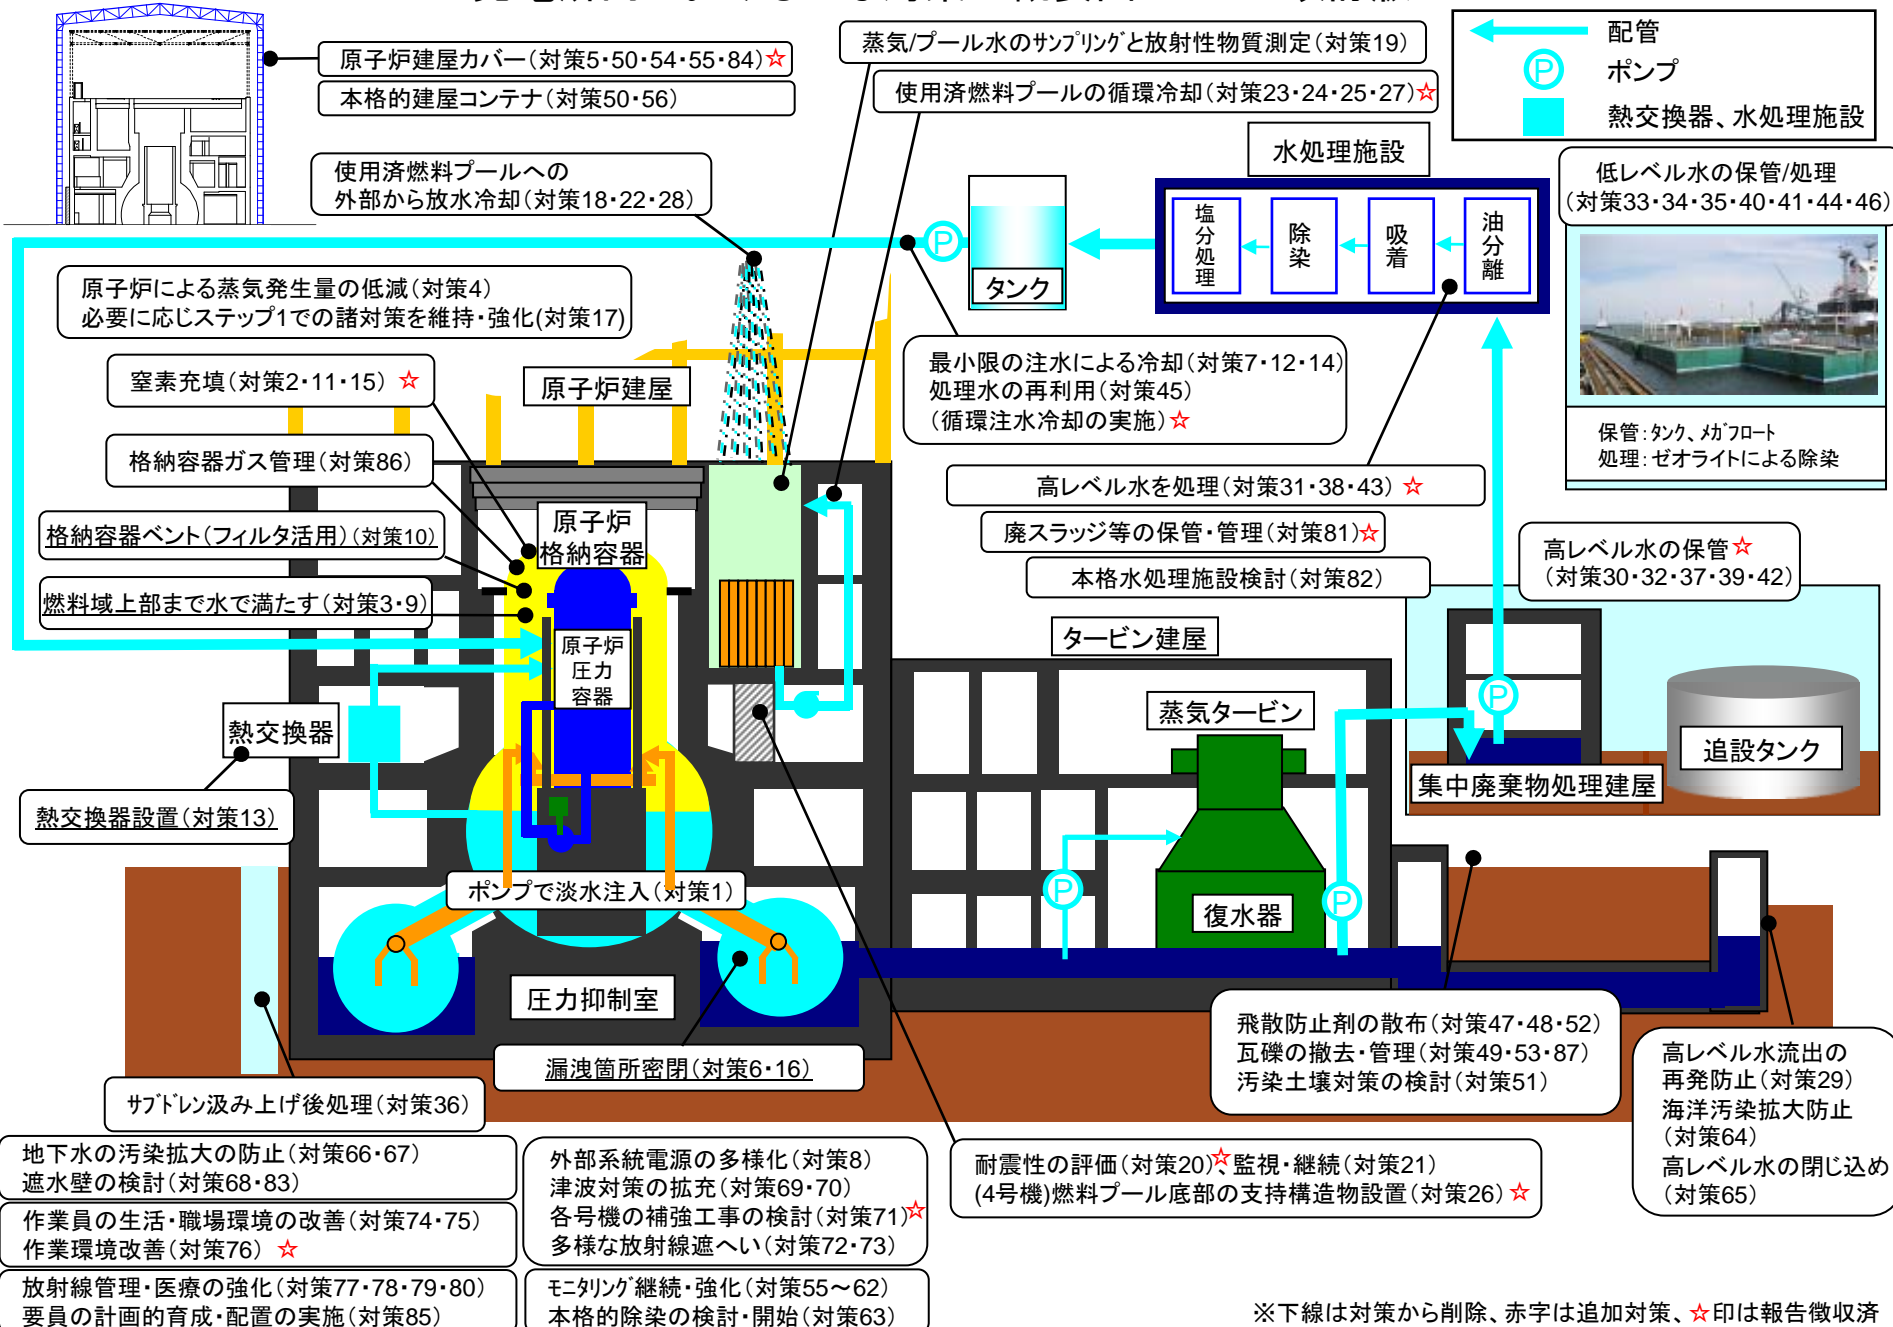 原子炉建屋カバー(対策5・50・54・55・84)☆
本格的建屋コンテナ(対策50・56)
蒸気/プール水のサンプリングと放射性物質測定(対策19)
使用済燃料プールの循環冷却(対策23・24・25・27)☆
配管
P ポンプ
熱交換器、水処理施設
使用済燃料プールへの
外部から放水冷却(対策18・22・28)
水処理施設
塩分処理
除染
吸着
油分離
P
タンク
低レベル水の保管/処理
(対策33・34・35・40・41・44・46)
保管:タンク、メガフロート
処理:ゼオライトによる除染
原子炉による蒸気発生量の低減(対策4)
必要に応じステップ1での諸対策を維持・強化(対策17)
最小限の注水による冷却(対策7・12・14)
処理水の再利用(対策45)
(循環注水冷却の実施)☆
窒素充填(対策2・11・15) ☆
原子炉建屋
格納容器ガス管理(対策86)
高レベル水を処理(対策31・38・43) ☆
廃スラッジ等の保管・管理(対策81)☆
本格水処理施設検討(対策82)
格納容器ベント(フィルタ活用)(対策10)
燃料域上部まで水で満たす(対策3・9)
原子炉
格納容器
原子炉
圧力
容器
高レベル水の保管☆
(対策30・32・37・39・42)
タービン建屋
蒸気タービン
復水器
P
P
P
追設タンク
集中廃棄物処理建屋
熱交換器
熱交換器設置(対策13)
ポンプで淡水注入(対策1)
圧力抑制室
漏洩箇所密閉(対策6・16)
サブドレン汲み上げ後処理(対策36)
飛散防止剤の散布(対策47・48・52)
瓦礫の撤去・管理(対策49・53・87)
汚染土壌対策の検討(対策51)
高レベル水流出の
再発防止(対策29)
海洋汚染拡大防止
(対策64)
高レベル水の閉じ込め
(対策65)
地下水の汚染拡大の防止(対策66・67)
遮水壁の検討(対策68・83)
作業員の生活・職場環境の改善(対策74・75)
作業環境改善(対策76) ☆
放射線管理・医療の強化(対策77・78・79・80)
要員の計画的育成・配置の実施(対策85)
外部系統電源の多様化(対策8)
津波対策の拡充(対策69・70)
各号機の補強工事の検討(対策71)☆
多様な放射線遮へい(対策72・73)
モニタリング継続・強化(対策55～62)
本格的除染の検討・開始(対策63)
耐震性の評価(対策20)☆、監視・継続(対策21)
(4号機)燃料プール底部の支持構造物設置(対策26) ☆
※下線は対策から削除、赤字は追加対策、☆印は報告徴収済